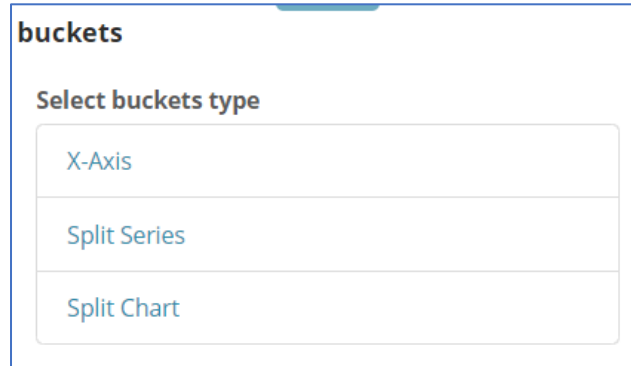 buckets
Select buckets type
X-Axis
Split Series
Split Chart